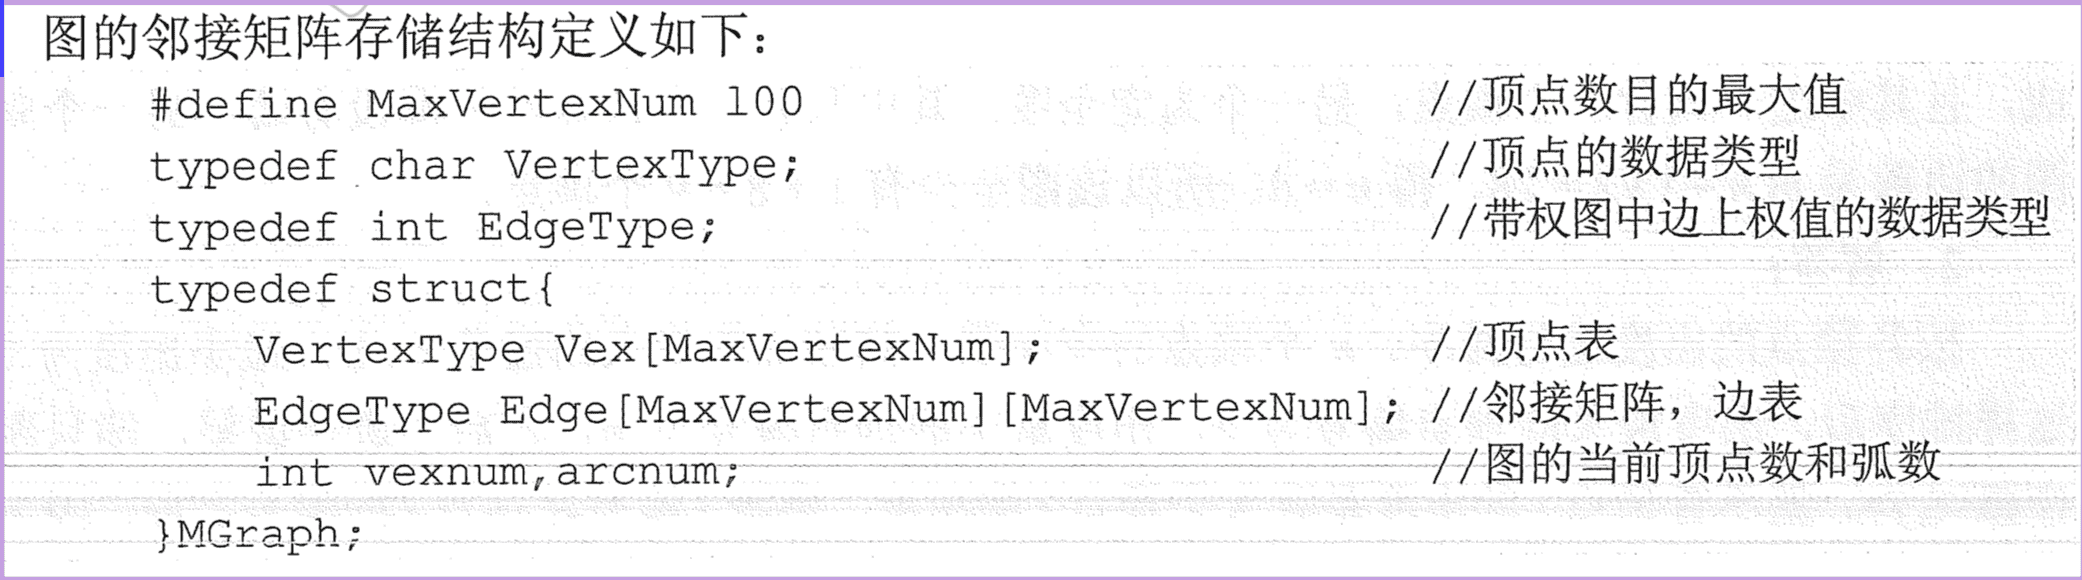 图的邻接矩阵存储结构定义如下：
#define MaxVertexNum 100 //顶点数目的最大值
typedef char VertexType; //顶点的数据类型
typedef int EdgeType; //带权图中边上权值的数据类型
typedef struct{
VertexType Vex[MaxVertexNum]; //顶点表
EdgeType Edge[MaxVertexNum][MaxVertexNum]; //邻接矩阵，边表
int vexnum,arcnum; //图的当前顶点数和弧数
}MGraph;